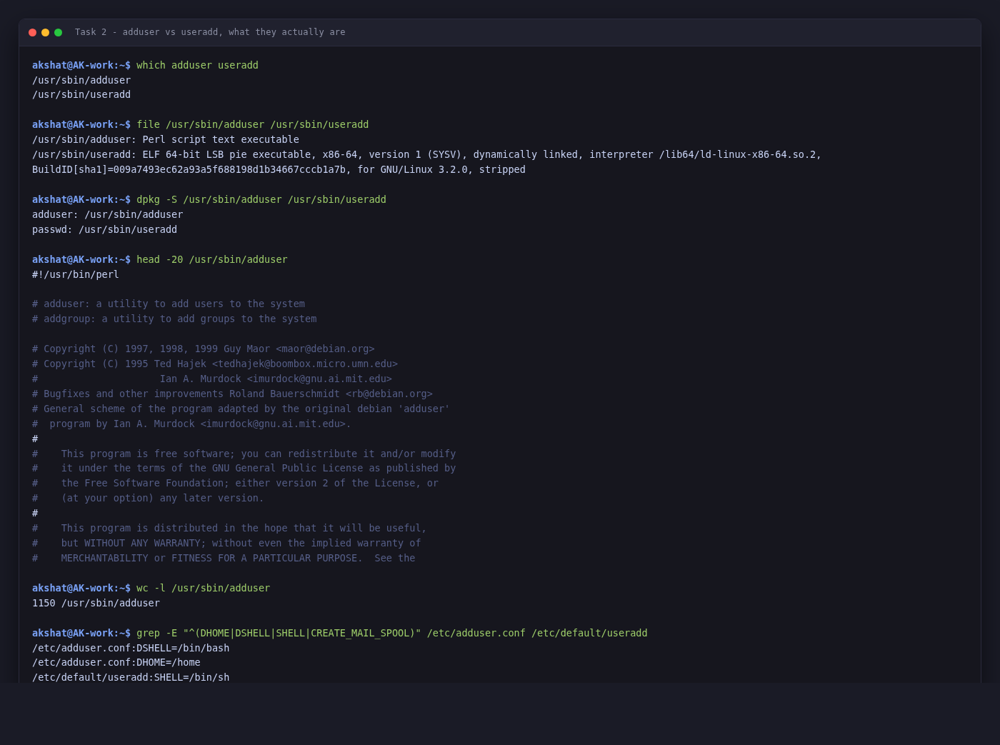 Task 2 - adduser vs useradd, what they actually are
akshat@AK-work:~$ which adduser useradd
/usr/sbin/adduser
/usr/sbin/useradd
akshat@AK-work:~$ file /usr/sbin/adduser /usr/sbin/useradd
/usr/sbin/adduser: Perl script text executable
/usr/sbin/useradd: ELF 64-bit LSB pie executable, x86-64, version 1 (SYSV), dynamically linked, interpreter /lib64/ld-linux-x86-64.so.2,
BuildID[sha1]=009a7493ec62a93a5f688198d1b34667cccb1a7b, for GNU/Linux 3.2.0, stripped
akshat@AK-work:~$ dpkg -S /usr/sbin/adduser /usr/sbin/useradd
adduser: /usr/sbin/adduser
passwd: /usr/sbin/useradd
akshat@AK-work:~$ head -20 /usr/sbin/adduser
#!/usr/bin/perl
# adduser: a utility to add users to the system
# addgroup: a utility to add groups to the system
# Copyright (C) 1997, 1998, 1999 Guy Maor <maor@debian.org>
# Copyright (C) 1995 Ted Hajek <tedhajek@boombox.micro.umn.edu>
#                     Ian A. Murdock <imurdock@gnu.ai.mit.edu>
# Bugfixes and other improvements Roland Bauerschmidt <rb@debian.org>
# General scheme of the program adapted by the original debian 'adduser'
#  program by Ian A. Murdock <imurdock@gnu.ai.mit.edu>.
#
#    This program is free software; you can redistribute it and/or modify
#    it under the terms of the GNU General Public License as published by
#    the Free Software Foundation; either version 2 of the License, or
#    (at your option) any later version.
#
#    This program is distributed in the hope that it will be useful,
#    but WITHOUT ANY WARRANTY; without even the implied warranty of
#    MERCHANTABILITY or FITNESS FOR A PARTICULAR PURPOSE.  See the
akshat@AK-work:~$ wc -l /usr/sbin/adduser
1150 /usr/sbin/adduser
akshat@AK-work:~$ grep -E "^(DHOME|DSHELL|SHELL|CREATE_MAIL_SPOOL)" /etc/adduser.conf /etc/default/useradd
/etc/adduser.conf:DSHELL=/bin/bash
/etc/adduser.conf:DHOME=/home
/etc/default/useradd:SHELL=/bin/sh